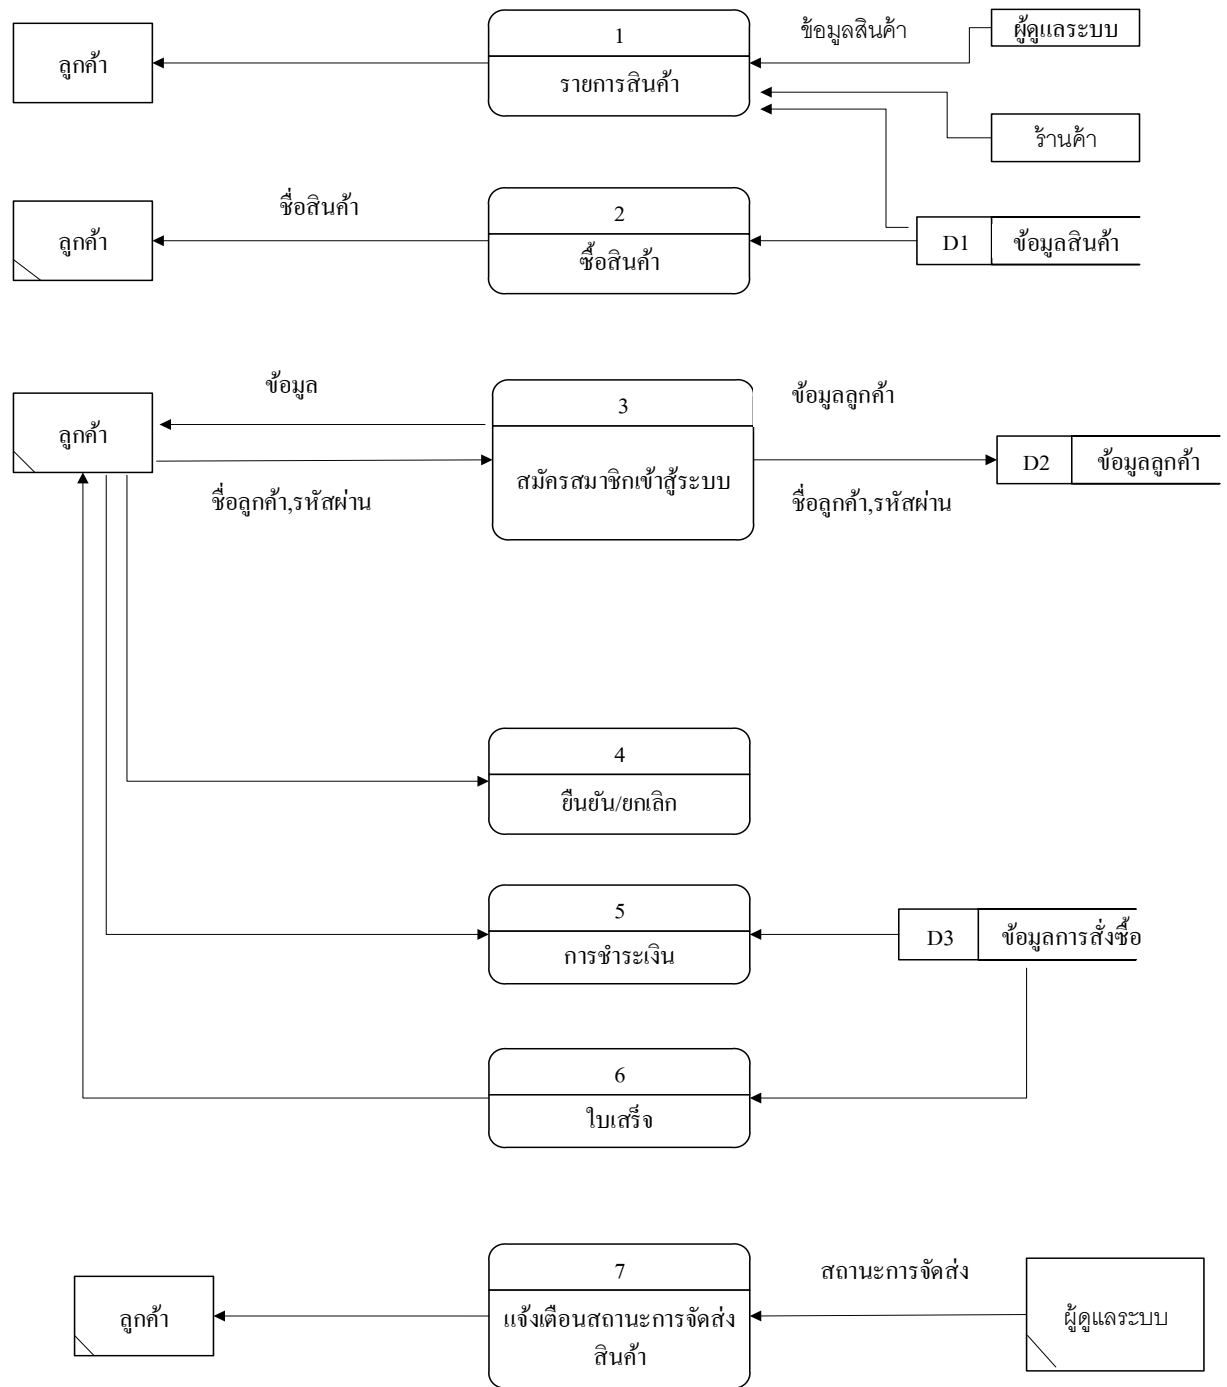 1
ข้อมูลสินค้า
ผู้ดูแลระบบ
ลูกค้า
รายการสินค้า
ร้านค้า
ชื่อสินค้า
2
ลูกค้า
ซื้อสินค้า
D1
ข้อมูลสินค้า
ข้อมูล
3
ข้อมูลลูกค้า
ลูกค้า
สมัครสมาชิกเข้าสู้ระบบ
D2
ข้อมูลลูกค้า
ชื่อลูกค้า,รหัสผ่าน
ชื่อลูกค้า,รหัสผ่าน
4
ยืนยัน/ยกเลิก
5
การชำระเงิน
D3
ข้อมูลการสั่งซื้อ
6
ใบเสร็จ
7
สถานะการจัดส่ง
ลูกค้า
แจ้งเตือนสถานะการจัดส่ง
สินค้า
ผู้ดูแลระบบ